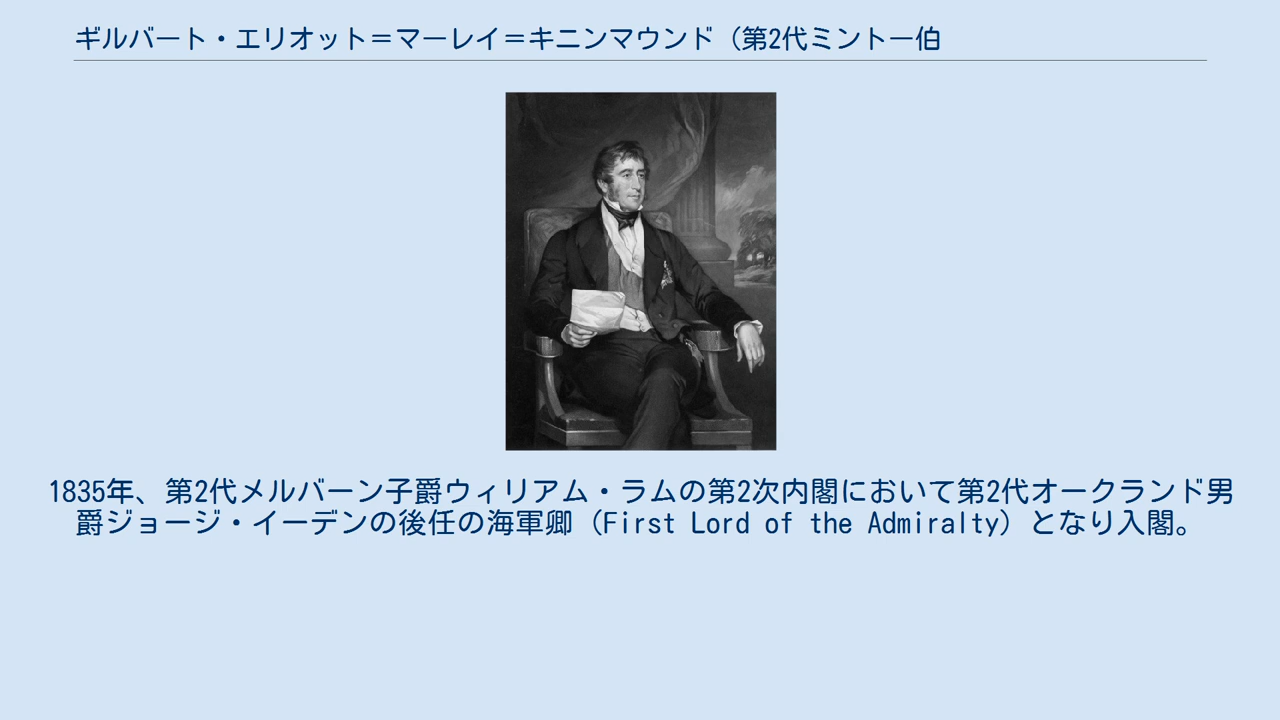 ギルバート・エリオット＝マーレイ＝キニンマウンド（第2代ミントー伯
1835年、第2代メルバーン子爵ウィリアム・ラムの第2次内閣において第2代オークランド男
爵ジョージ・イーデンの後任の海軍卿（First Lord of the Admiralty）となり入閣。